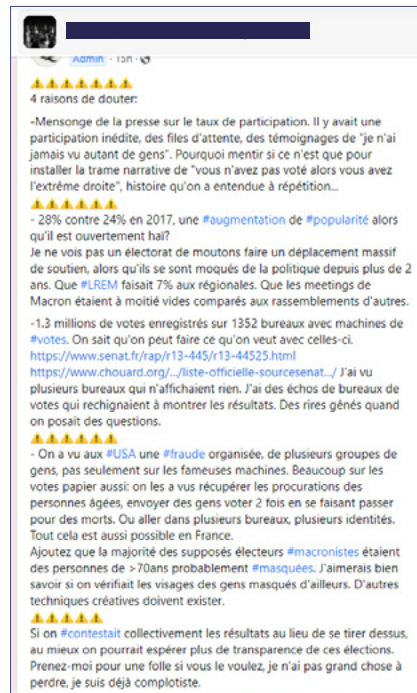 Admin · 15h ·
⚠️⚠️⚠️⚠️⚠️⚠️⚠️
4 raisons de douter:
-Mensonge de la presse sur le taux de participation. Il y avait une
participation inédite, des files d'attente, des témoignages de "je n'ai
jamais vu autant de gens". Pourquoi mentir si ce n'est que pour
installer la trame narrative de "vous n'avez pas voté alors vous avez
l'extrême droite", histoire qu'on a entendue à répétition...
⚠️⚠️⚠️⚠️⚠️⚠️
- 28% contre 24% en 2017, une #augmentation de #popularité alors
qu'il est ouvertement haï?
Je ne vois pas un électorat de moutons faire un déplacement massif
de soutien, alors qu'ils se sont moqués de la politique depuis plus de 2
ans. Que #LREM faisait 7% aux régionales. Que les meetings de
Macron étaient à moitié vides comparés aux rassemblements d'autres.
-1.3 millions de votes enregistrés sur 1352 bureaux avec machines de
#votes. On sait qu'on peut faire ce qu'on veut avec celles-ci.
https://www.senat.fr/rap/r13-445/r13-44525.html
https://www.chouard.org/.../liste-officielle-sourcesenat.../ J'ai vu
plusieurs bureaux qui n'affichaient rien. J'ai des échos de bureaux de
votes qui rechignaient à montrer les résultats. Des rires gênés quand
on posait des questions.
⚠️⚠️⚠️⚠️⚠️⚠️
- On a vu aux #USA une #fraude organisée, de plusieurs groupes de
gens, pas seulement sur les fameuses machines. Beaucoup sur les
votes papier aussi: on les a vus récupérer les procurations des
personnes âgées, envoyer des gens voter 2 fois en se faisant passer
pour des morts. Ou aller dans plusieurs bureaux, plusieurs identités.
Tout cela est aussi possible en France.
Ajoutez que la majorité des supposés électeurs #macronistes étaient
des personnes de >70ans probablement #masquées. J'aimerais bien
savoir si on vérifiait les visages des gens masqués d'ailleurs. D'autres
techniques créatives doivent exister.
⚠️⚠️⚠️⚠️⚠️
Si on #contestait collectivement les résultats au lieu de se tirer dessus,
au mieux on pourrait espérer plus de transparence de ces élections.
Prenez-moi pour une folle si vous le voulez, je n'ai pas grand chose à
perdre, je suis déjà complotiste.